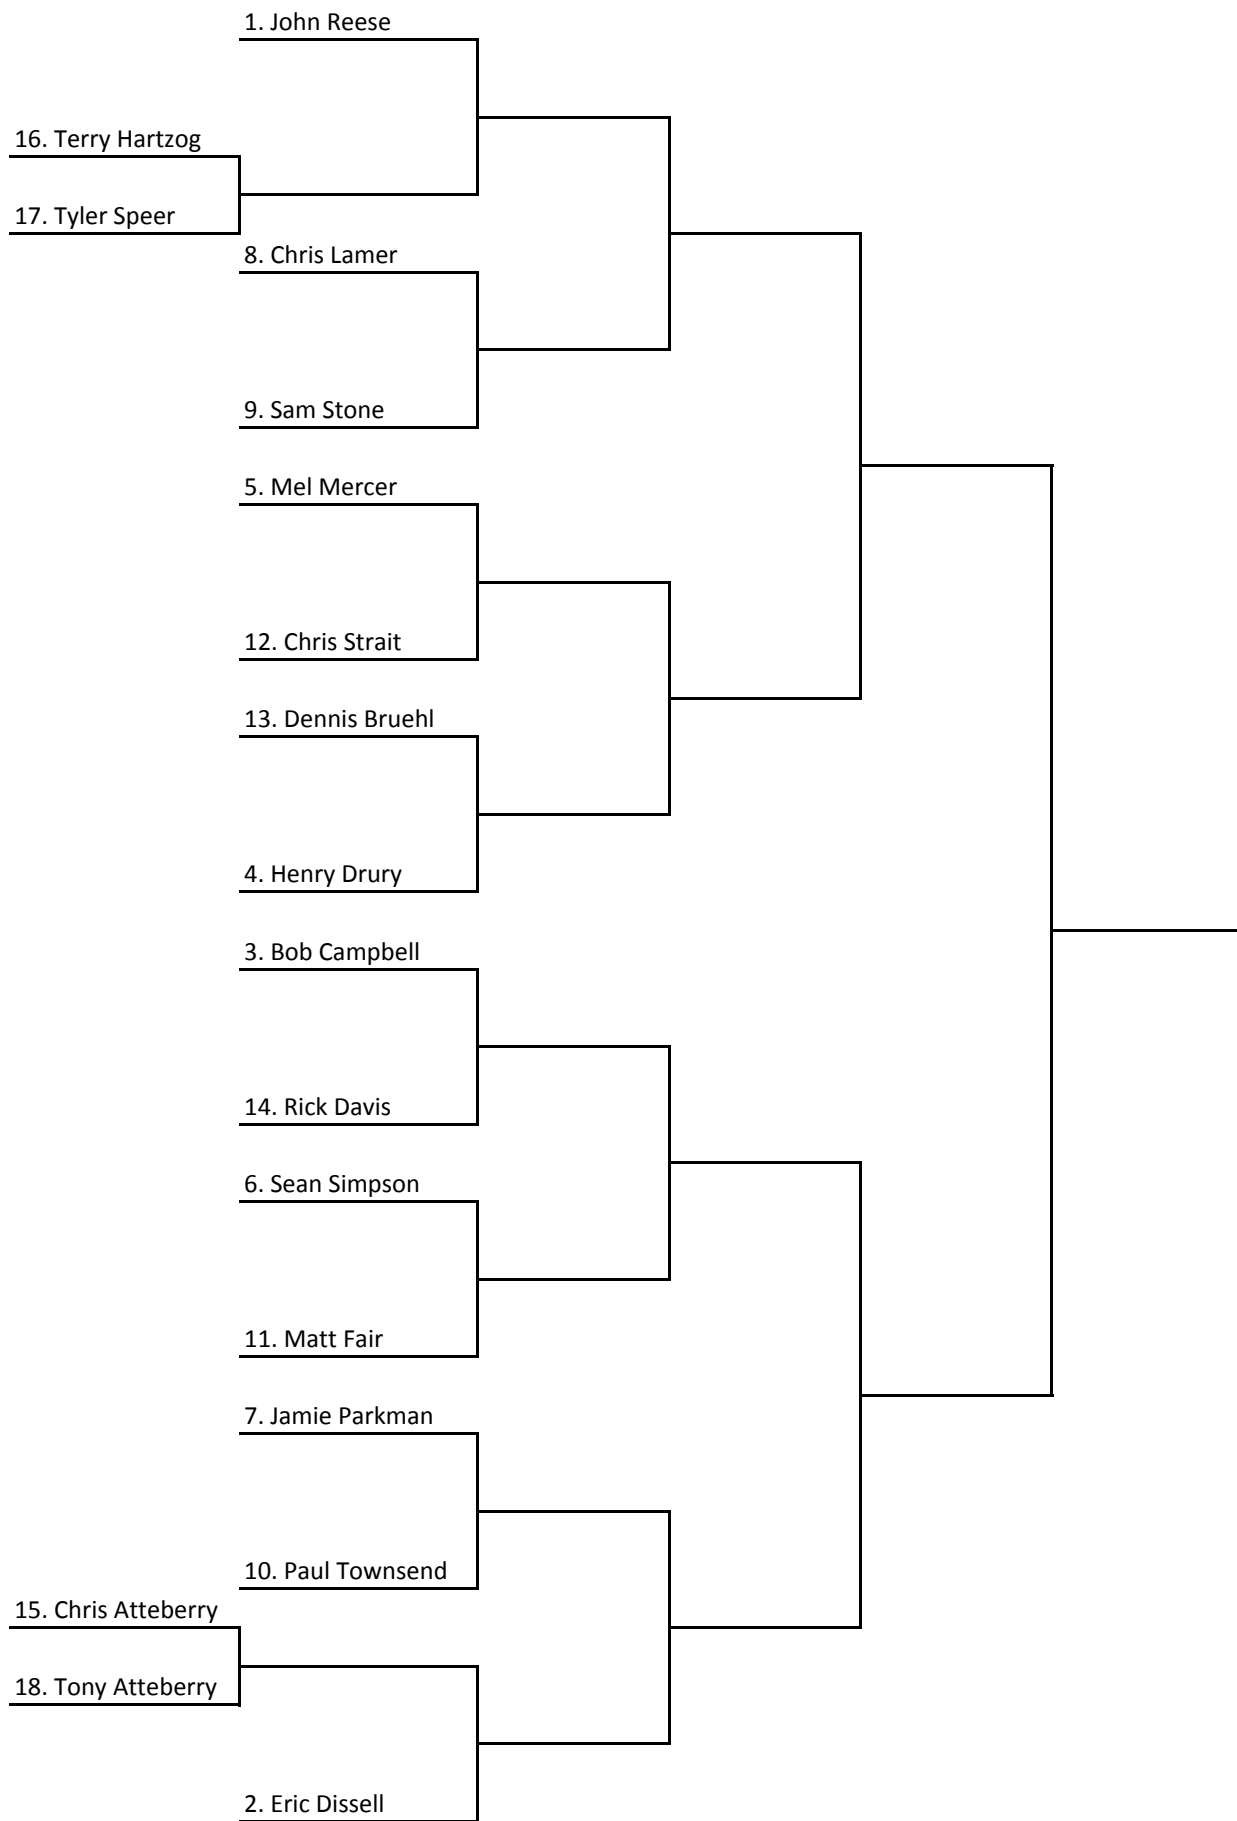 1. John Reese
16. Terry Hartzog
17. Tyler Speer
8. Chris Lamer
9. Sam Stone
5. Mel Mercer
12. Chris Strait
13. Dennis Bruehl
4. Henry Drury
3. Bob Campbell
14. Rick Davis
6. Sean Simpson
11. Matt Fair
7. Jamie Parkman
10. Paul Townsend
15. Chris Atteberry
18. Tony Atteberry
2. Eric Dissell